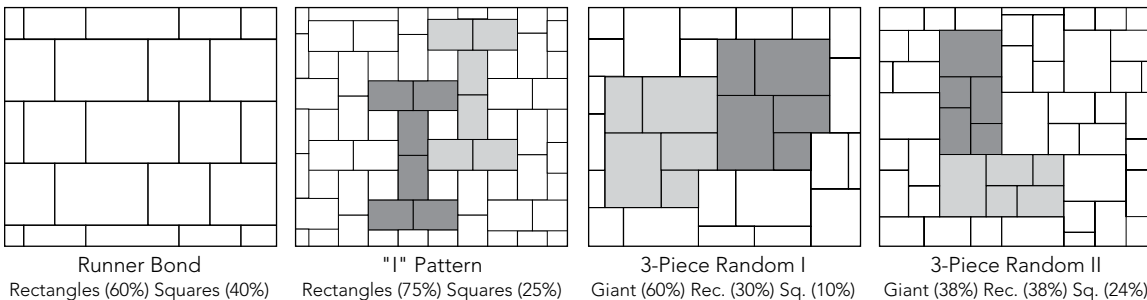 Runner Bond
Rectangles (60%) Squares (40%)
"I" Pattern
Rectangles (75%) Squares (25%)
3-Piece Random I
Giant (60%) Rec. (30%) Sq. (10%)
3-Piece Random II
Giant (38%) Rec. (38%) Sq. (24%)